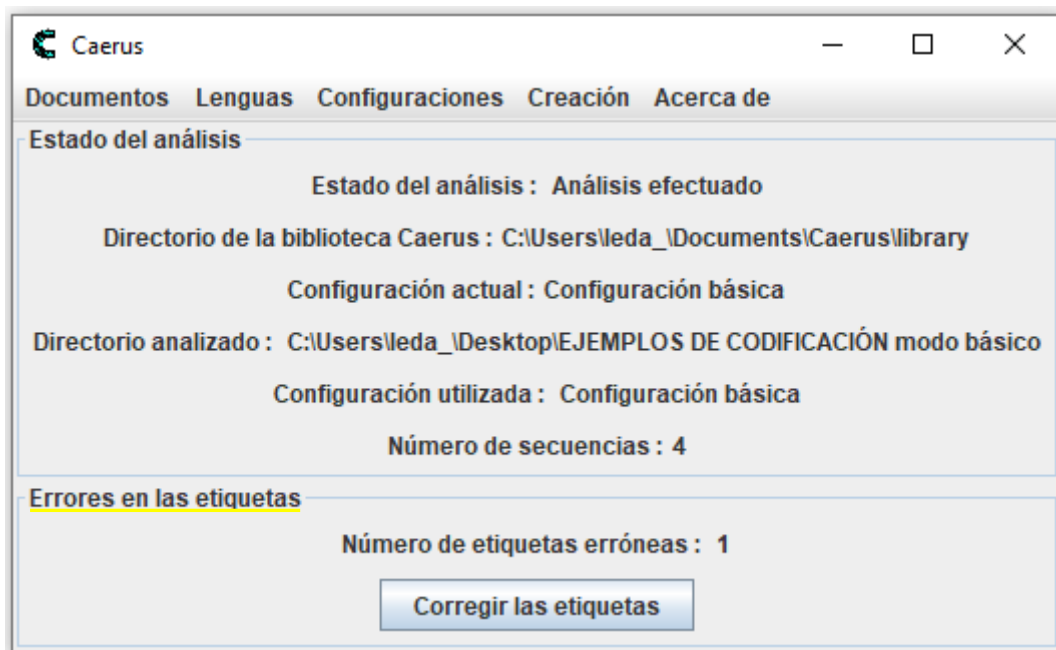 Caerus
Documentos Lenguas Configuraciones Creación Acerca de
Estado del análisis
Estado del análisis : Análisis efectuado
Directorio de la biblioteca Caerus : C:\Users\leda_\Documents\Caerus\library
Configuración actual : Configuración básica
Directorio analizado : C:\Users\leda_\Desktop\EJEMPLOS DE CODIFICACIÓN modo básico
Configuración utilizada : Configuración básica
Número de secuencias : 4
Errores en las etiquetas
Número de etiquetas erróneas : 1
Corregir las etiquetas